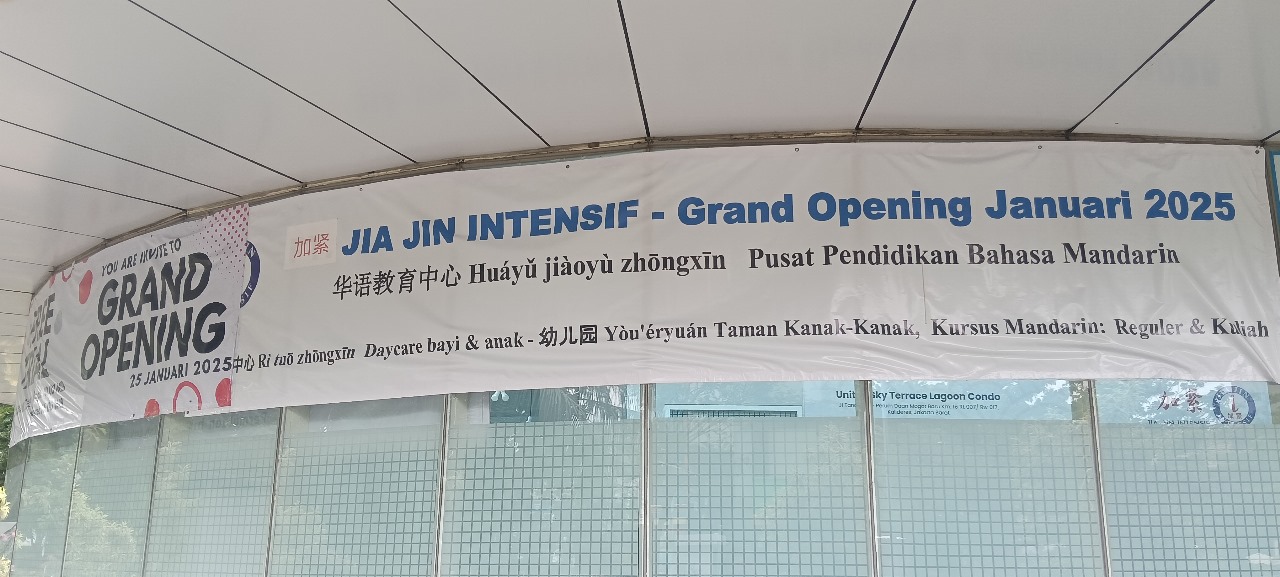 YOU ARE INVITE TO
GRAND
OPENING
25 JANUARI 2025
加紧 JIA JIN INTENSIF - Grand Opening Januari 2025
华语教育中心 Huáyǔ jiàoyù zhōngxīn Pusat Pendidikan Bahasa Mandarin
中心 Rì tuō zhōngxīn Daycare bayi & anak - 幼儿园 Yòu'éryuán Taman Kanak-Kanak, Kursus Mandarin: Reguler & Kuliah
Unit Sky Terrace Lagoon Condo
加紧